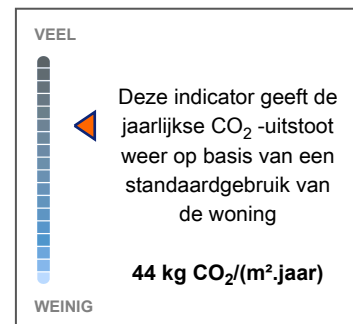 VEEL
Deze indicator geeft de
jaarlijkse CO₂ -uitstoot
weer op basis van een
standaardgebruik van
de woning
44 kg CO₂/(m².jaar)
WEINIG